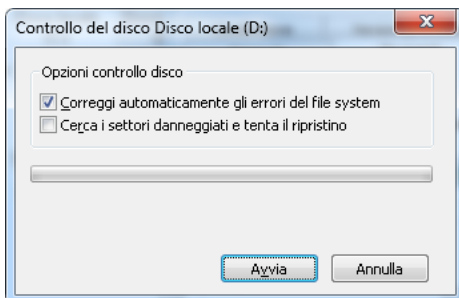 Controllo del disco Disco locale (D:)
Opzioni controllo disco
Correggi automaticamente gli errori del file system
Cerca i settori danneggiati e tenta il ripristino
Avvia
Annulla